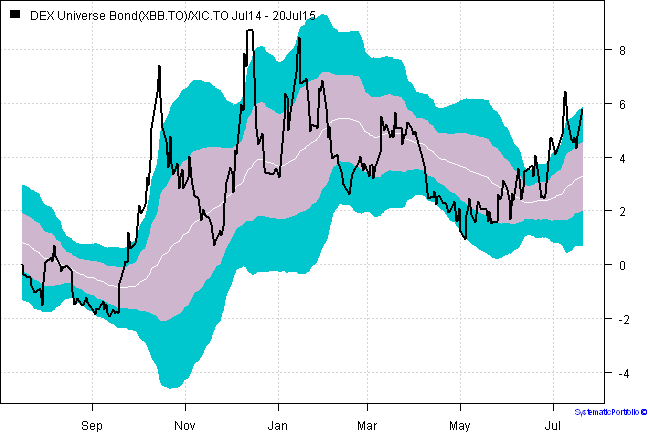 DEX Universe Bond(XBB.TO)/XIC.TO Jul14 - 20Jul15
8
6
4
2
0
-2
-4
Sep Nov Jan Mar May Jul
SystematicPortfolio ©